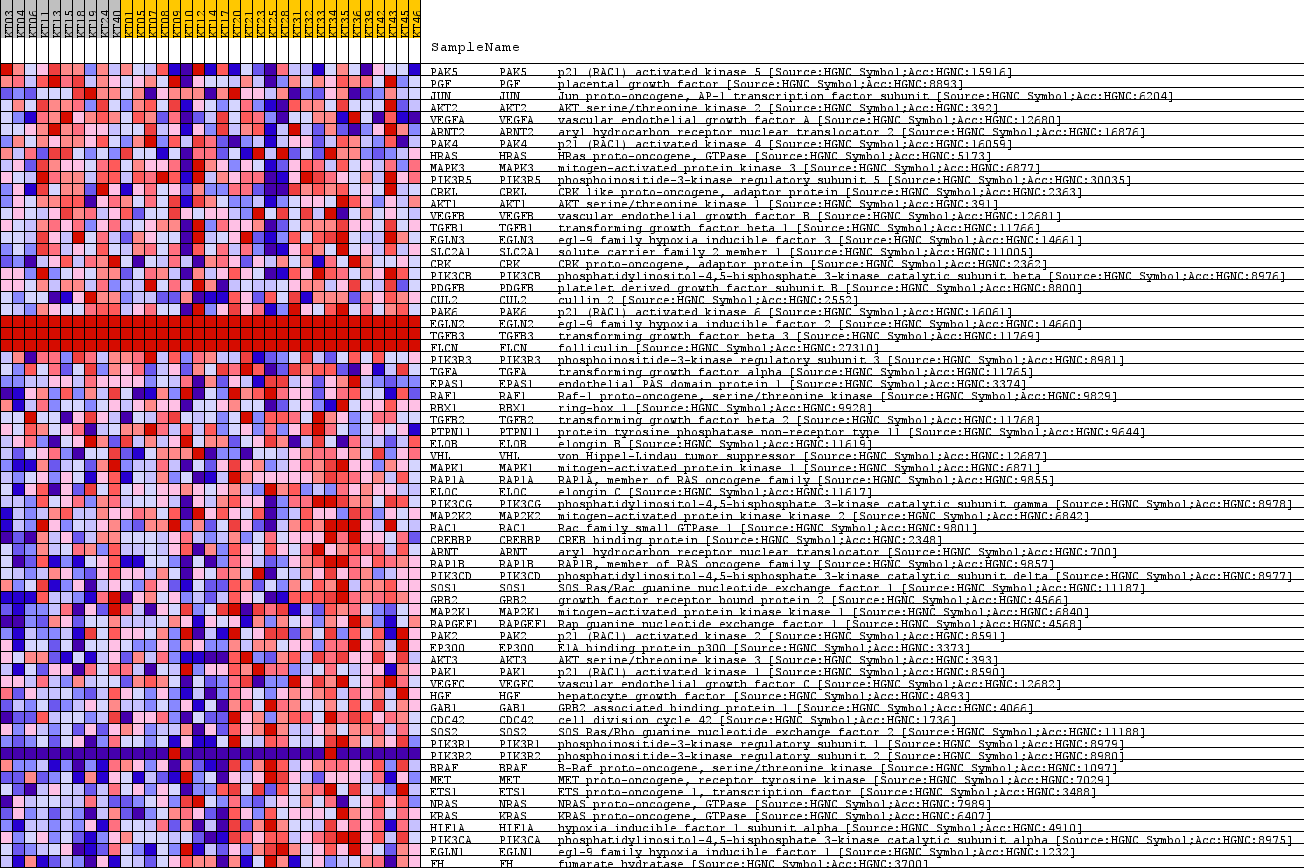 KT03 KT04 KT06 KT11 KT13 KT15 KT18 KT19 KT24 KT40 KT01 KT05 KT07 KT08 KT09 KT10 KT12 KT14 KT17 KT20 KT21 KT23 KT25 KT28 KT31 KT32 KT33 KT34 KT35 KT36 KT39 KT42 KT43 KT45 KT46
SampleName
PAK5 PAK5 p21 (RAC1) activated kinase 5 [Source:HGNC Symbol;Acc:HGNC:15916]
PGF PGF placental growth factor [Source:HGNC Symbol;Acc:HGNC:8893]
JUN JUN Jun proto-oncogene, AP-1 transcription factor subunit [Source:HGNC Symbol;Acc:HGNC:6204]
AKT2 AKT2 AKT serine/threonine kinase 2 [Source:HGNC Symbol;Acc:HGNC:392]
VEGFA VEGFA vascular endothelial growth factor A [Source:HGNC Symbol;Acc:HGNC:12680]
ARNT2 ARNT2 aryl hydrocarbon receptor nuclear translocator 2 [Source:HGNC Symbol;Acc:HGNC:16876]
PAK4 PAK4 p21 (RAC1) activated kinase 4 [Source:HGNC Symbol;Acc:HGNC:16059]
HRAS HRAS HRas proto-oncogene, GTPase [Source:HGNC Symbol;Acc:HGNC:5173]
MAPK3 MAPK3 mitogen-activated protein kinase 3 [Source:HGNC Symbol;Acc:HGNC:6877]
PIK3R5 PIK3R5 phosphoinositide-3-kinase regulatory subunit 5 [Source:HGNC Symbol;Acc:HGNC:30035]
CRKL CRKL CRK like proto-oncogene, adaptor protein [Source:HGNC Symbol;Acc:HGNC:2363]
AKT1 AKT1 AKT serine/threonine kinase 1 [Source:HGNC Symbol;Acc:HGNC:391]
VEGFB VEGFB vascular endothelial growth factor B [Source:HGNC Symbol;Acc:HGNC:12681]
TGFB1 TGFB1 transforming growth factor beta 1 [Source:HGNC Symbol;Acc:HGNC:11766]
EGLN3 EGLN3 egl-9 family hypoxia inducible factor 3 [Source:HGNC Symbol;Acc:HGNC:14661]
SLC2A1 SLC2A1 solute carrier family 2 member 1 [Source:HGNC Symbol;Acc:HGNC:11005]
CRK CRK CRK proto-oncogene, adaptor protein [Source:HGNC Symbol;Acc:HGNC:2362]
PIK3CB PIK3CB phosphatidylinositol-4,5-bisphosphate 3-kinase catalytic subunit beta [Source:HGNC Symbol;Acc:HGNC:8976]
PDGFB PDGFB platelet derived growth factor subunit B [Source:HGNC Symbol;Acc:HGNC:8800]
CUL2 CUL2 cullin 2 [Source:HGNC Symbol;Acc:HGNC:2552]
PAK6 PAK6 p21 (RAC1) activated kinase 6 [Source:HGNC Symbol;Acc:HGNC:16061]
EGLN2 EGLN2 egl-9 family hypoxia inducible factor 2 [Source:HGNC Symbol;Acc:HGNC:14660]
TGFB3 TGFB3 transforming growth factor beta 3 [Source:HGNC Symbol;Acc:HGNC:11769]
FLCN FLCN folliculin [Source:HGNC Symbol;Acc:HGNC:27310]
PIK3R3 PIK3R3 phosphoinositide-3-kinase regulatory subunit 3 [Source:HGNC Symbol;Acc:HGNC:8981]
TGFA TGFA transforming growth factor alpha [Source:HGNC Symbol;Acc:HGNC:11765]
EPAS1 EPAS1 endothelial PAS domain protein 1 [Source:HGNC Symbol;Acc:HGNC:3374]
RAF1 RAF1 Raf-1 proto-oncogene, serine/threonine kinase [Source:HGNC Symbol;Acc:HGNC:9829]
RBX1 RBX1 ring-box 1 [Source:HGNC Symbol;Acc:HGNC:9928]
TGFB2 TGFB2 transforming growth factor beta 2 [Source:HGNC Symbol;Acc:HGNC:11768]
PTPN11 PTPN11 protein tyrosine phosphatase non-receptor type 11 [Source:HGNC Symbol;Acc:HGNC:9644]
ELOB ELOB elongin B [Source:HGNC Symbol;Acc:HGNC:11619]
VHL VHL von Hippel-Lindau tumor suppressor [Source:HGNC Symbol;Acc:HGNC:12687]
MAPK1 MAPK1 mitogen-activated protein kinase 1 [Source:HGNC Symbol;Acc:HGNC:6871]
RAP1A RAP1A RAP1A, member of RAS oncogene family [Source:HGNC Symbol;Acc:HGNC:9855]
ELOC ELOC elongin C [Source:HGNC Symbol;Acc:HGNC:11617]
PIK3CG PIK3CG phosphatidylinositol-4,5-bisphosphate 3-kinase catalytic subunit gamma [Source:HGNC Symbol;Acc:HGNC:8978]
MAP2K2 MAP2K2 mitogen-activated protein kinase kinase 2 [Source:HGNC Symbol;Acc:HGNC:6842]
RAC1 RAC1 Rac family small GTPase 1 [Source:HGNC Symbol;Acc:HGNC:9801]
CREBBP CREBBP CREB binding protein [Source:HGNC Symbol;Acc:HGNC:2348]
ARNT ARNT aryl hydrocarbon receptor nuclear translocator [Source:HGNC Symbol;Acc:HGNC:700]
RAP1B RAP1B RAP1B, member of RAS oncogene family [Source:HGNC Symbol;Acc:HGNC:9857]
PIK3CD PIK3CD phosphatidylinositol-4,5-bisphosphate 3-kinase catalytic subunit delta [Source:HGNC Symbol;Acc:HGNC:8977]
SOS1 SOS1 SOS Ras/Rac guanine nucleotide exchange factor 1 [Source:HGNC Symbol;Acc:HGNC:11187]
GRB2 GRB2 growth factor receptor bound protein 2 [Source:HGNC Symbol;Acc:HGNC:4566]
MAP2K1 MAP2K1 mitogen-activated protein kinase kinase 1 [Source:HGNC Symbol;Acc:HGNC:6840]
RAPGEF1 RAPGEF1 Rap guanine nucleotide exchange factor 1 [Source:HGNC Symbol;Acc:HGNC:4568]
PAK2 PAK2 p21 (RAC1) activated kinase 2 [Source:HGNC Symbol;Acc:HGNC:8591]
EP300 EP300 E1A binding protein p300 [Source:HGNC Symbol;Acc:HGNC:3373]
AKT3 AKT3 AKT serine/threonine kinase 3 [Source:HGNC Symbol;Acc:HGNC:393]
PAK1 PAK1 p21 (RAC1) activated kinase 1 [Source:HGNC Symbol;Acc:HGNC:8590]
VEGFC VEGFC vascular endothelial growth factor C [Source:HGNC Symbol;Acc:HGNC:12682]
HGF HGF hepatocyte growth factor [Source:HGNC Symbol;Acc:HGNC:4893]
GAB1 GAB1 GRB2 associated binding protein 1 [Source:HGNC Symbol;Acc:HGNC:4066]
CDC42 CDC42 cell division cycle 42 [Source:HGNC Symbol;Acc:HGNC:1736]
SOS2 SOS2 SOS Ras/Rho guanine nucleotide exchange factor 2 [Source:HGNC Symbol;Acc:HGNC:11188]
PIK3R1 PIK3R1 phosphoinositide-3-kinase regulatory subunit 1 [Source:HGNC Symbol;Acc:HGNC:8979]
PIK3R2 PIK3R2 phosphoinositide-3-kinase regulatory subunit 2 [Source:HGNC Symbol;Acc:HGNC:8980]
BRAF BRAF B-Raf proto-oncogene, serine/threonine kinase [Source:HGNC Symbol;Acc:HGNC:1097]
MET MET MET proto-oncogene, receptor tyrosine kinase [Source:HGNC Symbol;Acc:HGNC:7029]
ETS1 ETS1 ETS proto-oncogene 1, transcription factor [Source:HGNC Symbol;Acc:HGNC:3488]
NRAS NRAS NRAS proto-oncogene, GTPase [Source:HGNC Symbol;Acc:HGNC:7989]
KRAS KRAS KRAS proto-oncogene, GTPase [Source:HGNC Symbol;Acc:HGNC:6407]
HIF1A HIF1A hypoxia inducible factor 1 subunit alpha [Source:HGNC Symbol;Acc:HGNC:4910]
PIK3CA PIK3CA phosphatidylinositol-4,5-bisphosphate 3-kinase catalytic subunit alpha [Source:HGNC Symbol;Acc:HGNC:8975]
EGLN1 EGLN1 egl-9 family hypoxia inducible factor 1 [Source:HGNC Symbol;Acc:HGNC:1232]
FH FH fumarate hydratase [Source:HGNC Symbol;Acc:HGNC:3700]